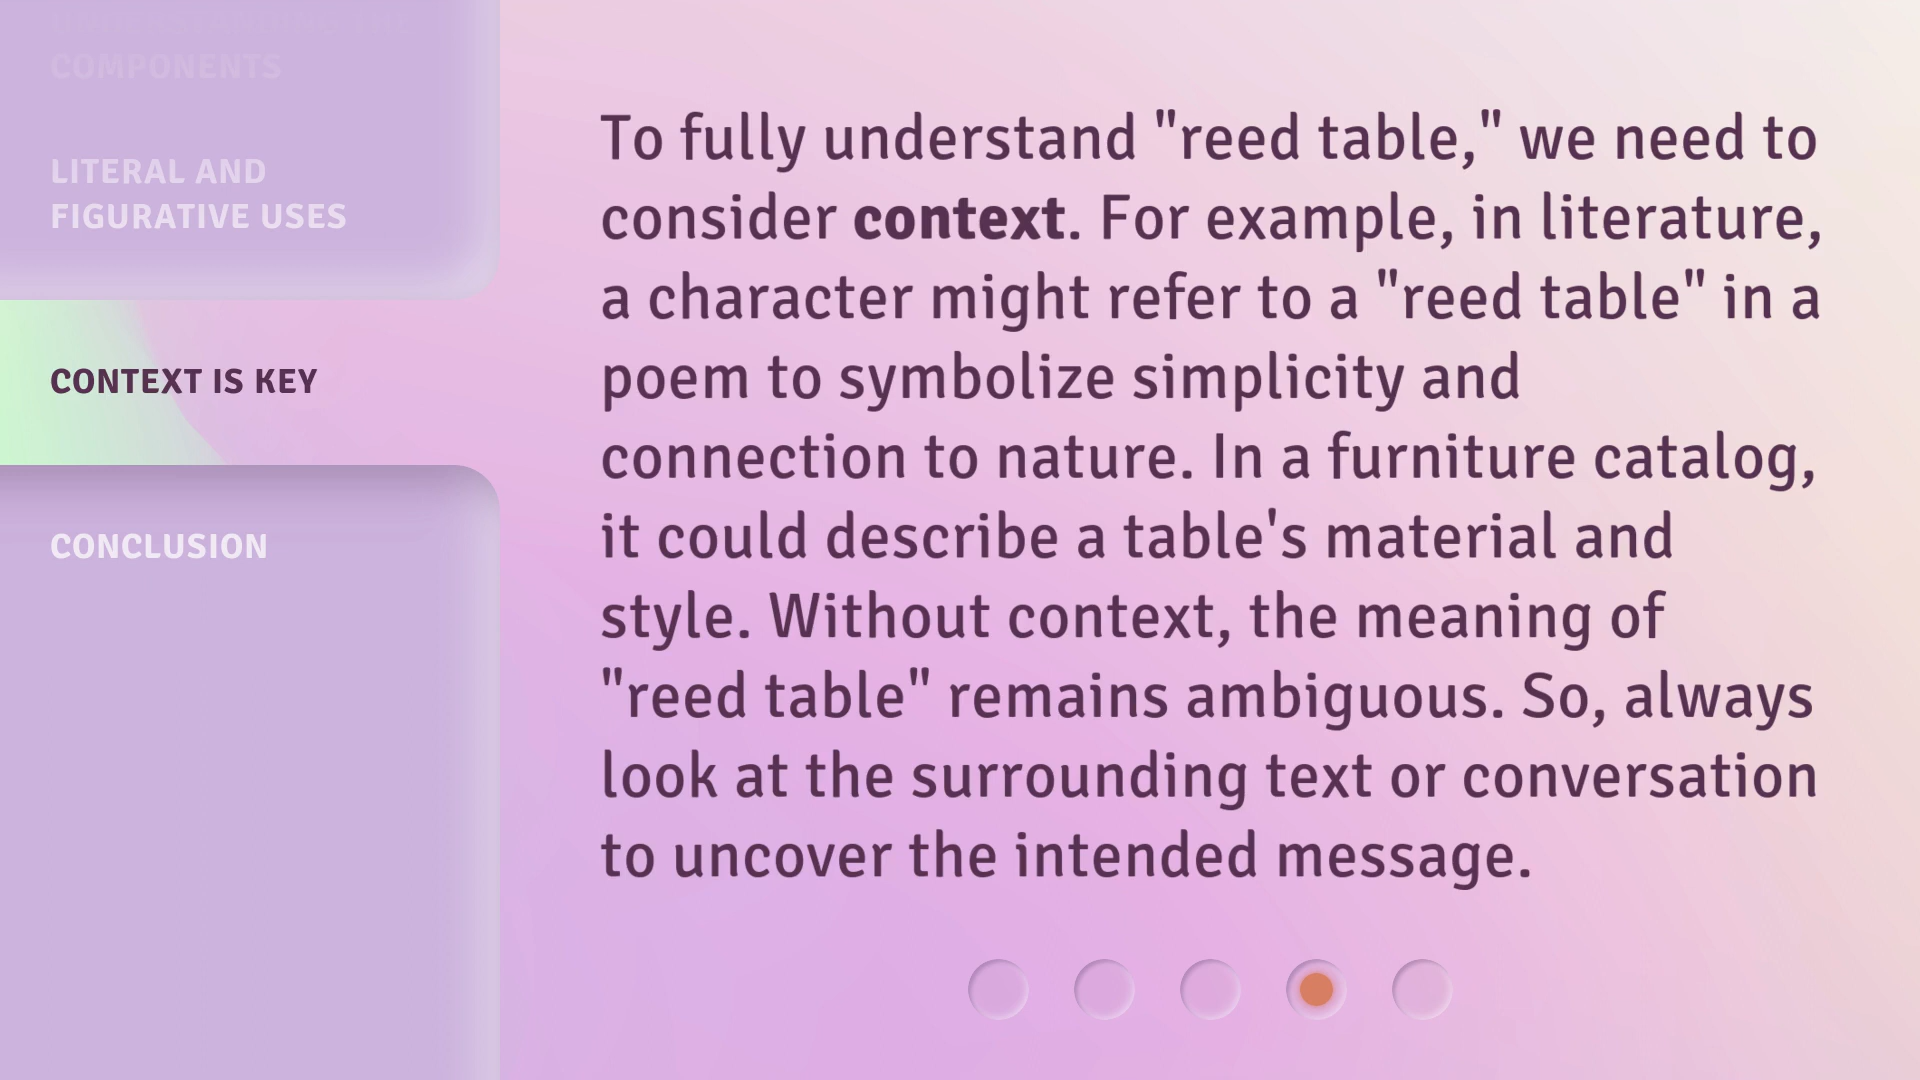 UNDERSTANDING THE
COMPONENTS
LITERAL AND
FIGURATIVE USES
CONTEXT IS KEY
CONCLUSION
To fully understand "reed table," we need to
consider context. For example, in literature,
a character might refer to a "reed table" in a
poem to symbolize simplicity and
connection to nature. In a furniture catalog,
it could describe a table's material and
style. Without context, the meaning of
"reed table" remains ambiguous. So, always
look at the surrounding text or conversation
to uncover the intended message.